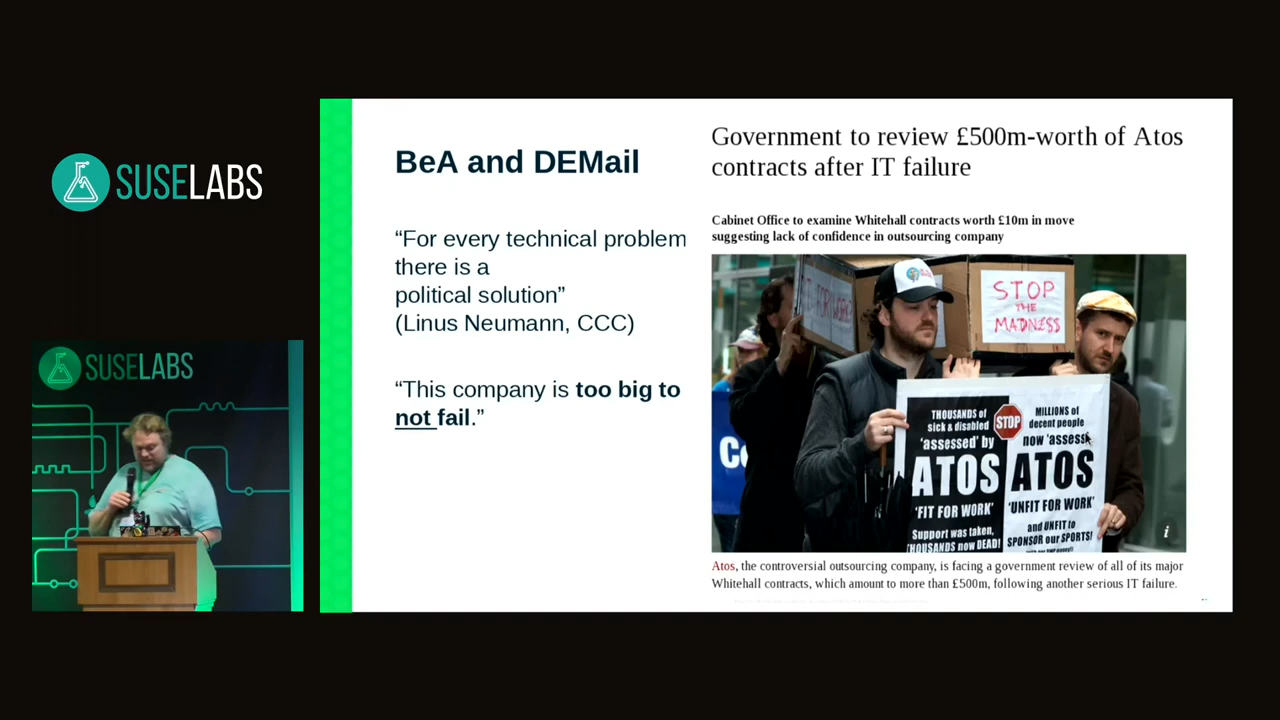 SUSELABS
SUSELABS
BeA and DEMail
“For every technical problem
there is a
political solution”
(Linus Neumann, CCC)
“This company is too big to
not fail.”
Government to review £500m-worth of Atos
contracts after IT failure
Cabinet Office to examine Whitehall contracts worth £10m in move
suggesting lack of confidence in outsourcing company
STOP
THE
MADNE$$
THOUSANDS of
sick & disabled
'assessed' by
ATOS
'FIT FOR WORK'
Support was taken,
THOUSANDS now DEAD!
STOP
MILLIONS of
decent people
now 'assess
ATOS
'UNFIT FOR WORK'
and UNFIT to
SPONSOR our SPORTS!
i
Atos, the controversial outsourcing company, is facing a government review of all of its major
Whitehall contracts, which amount to more than £500m, following another serious IT failure.